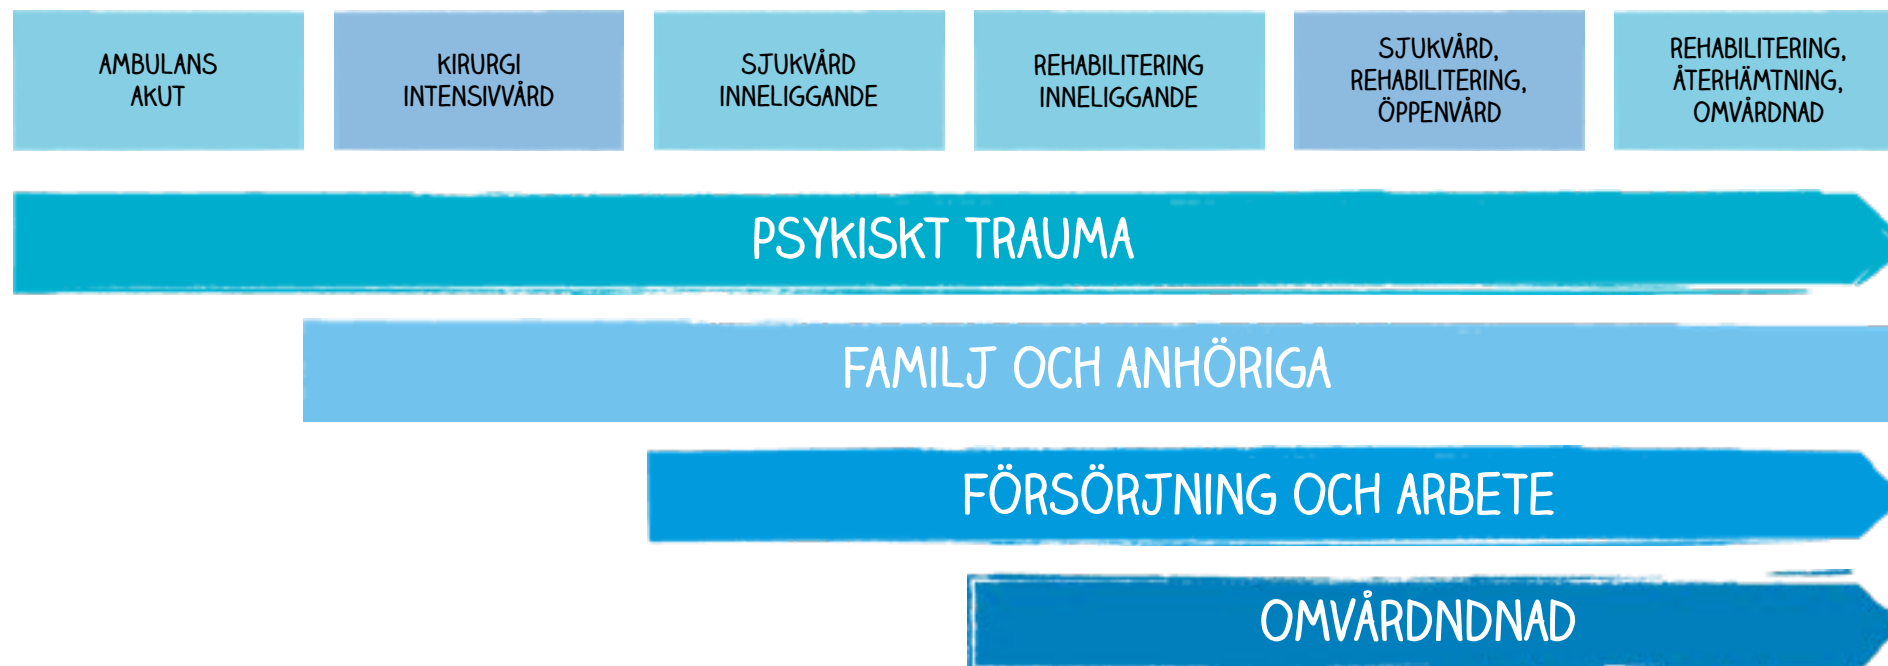 AMBULANS
AKUT
KIRURGI
INTENSIVVÅRD
SJUKVÅRD
INNELIGGANDE
REHABILITERING
INNELIGGANDE
SJUKVÅRD,
REHABILITERING,
ÖPPENVÅRD
REHABILITERING,
ÅTERHÄMTNING,
OMVÅRDNAD
PSYKISKT TRAUMA
FAMILJ OCH ANHÖRIGA
FÖRSÖRJNING OCH ARBETE
OMVÅRDNDNAD